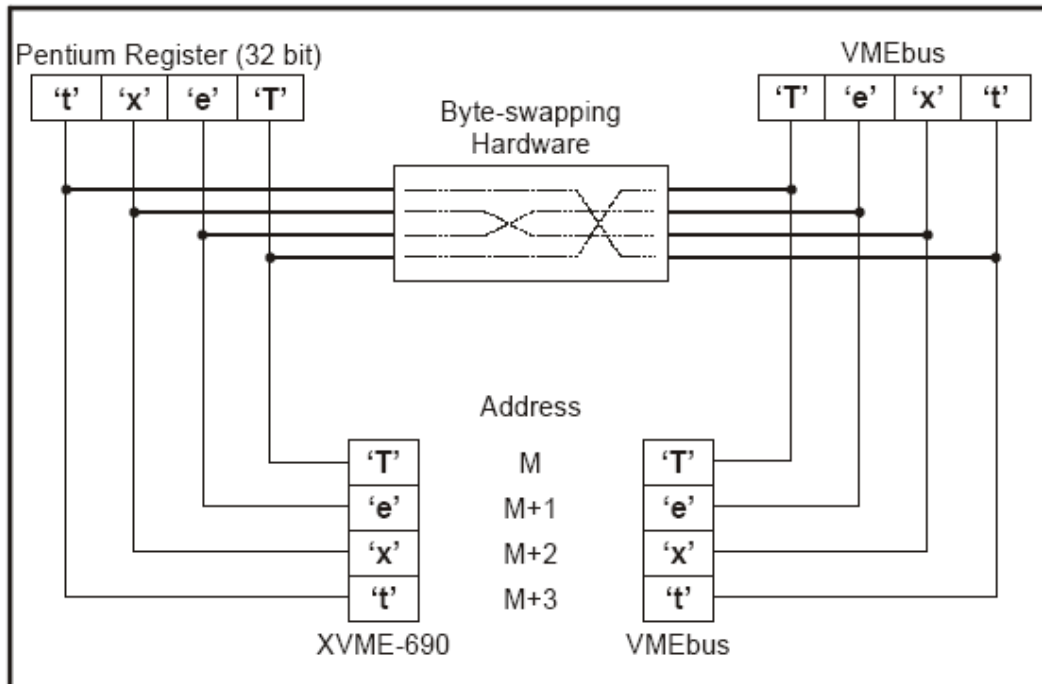 Pentium Register (32 bit)
VMEbus
‘t’ ‘x’ ‘e’ ‘T’
‘T’ ‘e’ ‘x’ ‘t’
Byte-swapping
Hardware
Address
‘T’ M ‘T’
‘e’ M+1 ‘e’
‘x’ M+2 ‘x’
‘t’ M+3 ‘t’
XVME-690
VMEbus